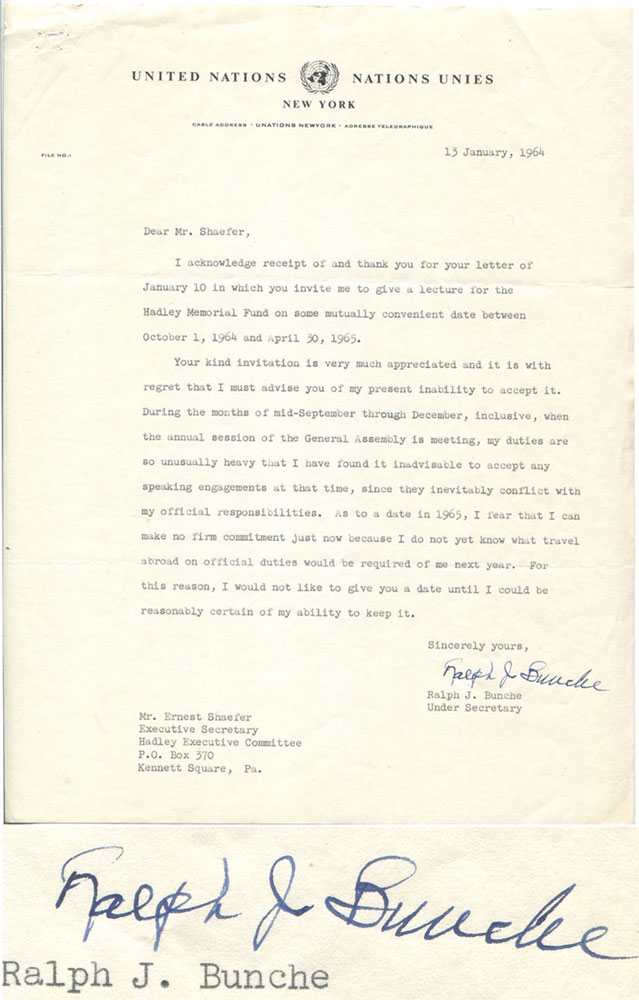 UNITED NATIONS NATIONS UNIES
NEW YORK
CABLE ADDRESS · UNATIONS NEWYORK · ADRESSE TELEGRAPHIQUE
FILE NO.:
13 January, 1964
Dear Mr. Shaefer,
I acknowledge receipt of and thank you for your letter of
January 10 in which you invite me to give a lecture for the
Hadley Memorial Fund on some mutually convenient date between
October 1, 1964 and April 30, 1965.
Your kind invitation is very much appreciated and it is with
regret that I must advise you of my present inability to accept it.
During the months of mid-September through December, inclusive, when
the annual session of the General Assembly is meeting, my duties are
so unusually heavy that I have found it inadvisable to accept any
speaking engagements at that time, since they inevitably conflict with
my official responsibilities. As to a date in 1965, I fear that I can
make no firm commitment just now because I do not yet know what travel
abroad on official duties would be required of me next year. For
this reason, I would not like to give you a date until I could be
reasonably certain of my ability to keep it.
Sincerely yours,
Ralph J Bunche
Ralph J. Bunche
Under Secretary
Mr. Ernest Shaefer
Executive Secretary
Hadley Executive Committee
P.O. Box 370
Kennett Square, Pa.
Ralph J Bunche
Ralph J. Bunche